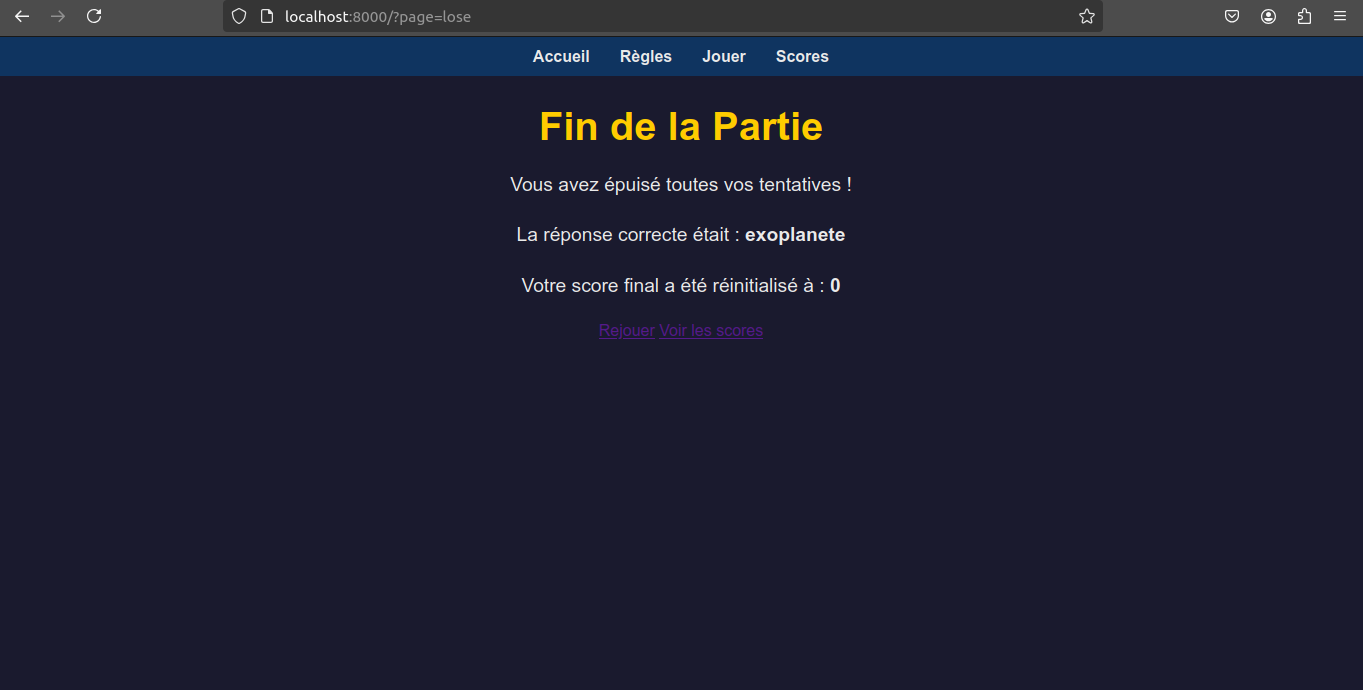 localhost:8000/?page=lose
Accueil Règles Jouer Scores
Fin de la Partie
Vous avez épuisé toutes vos tentatives !
La réponse correcte était : exoplanete
Votre score final a été réinitialisé à : 0
Rejouer Voir les scores